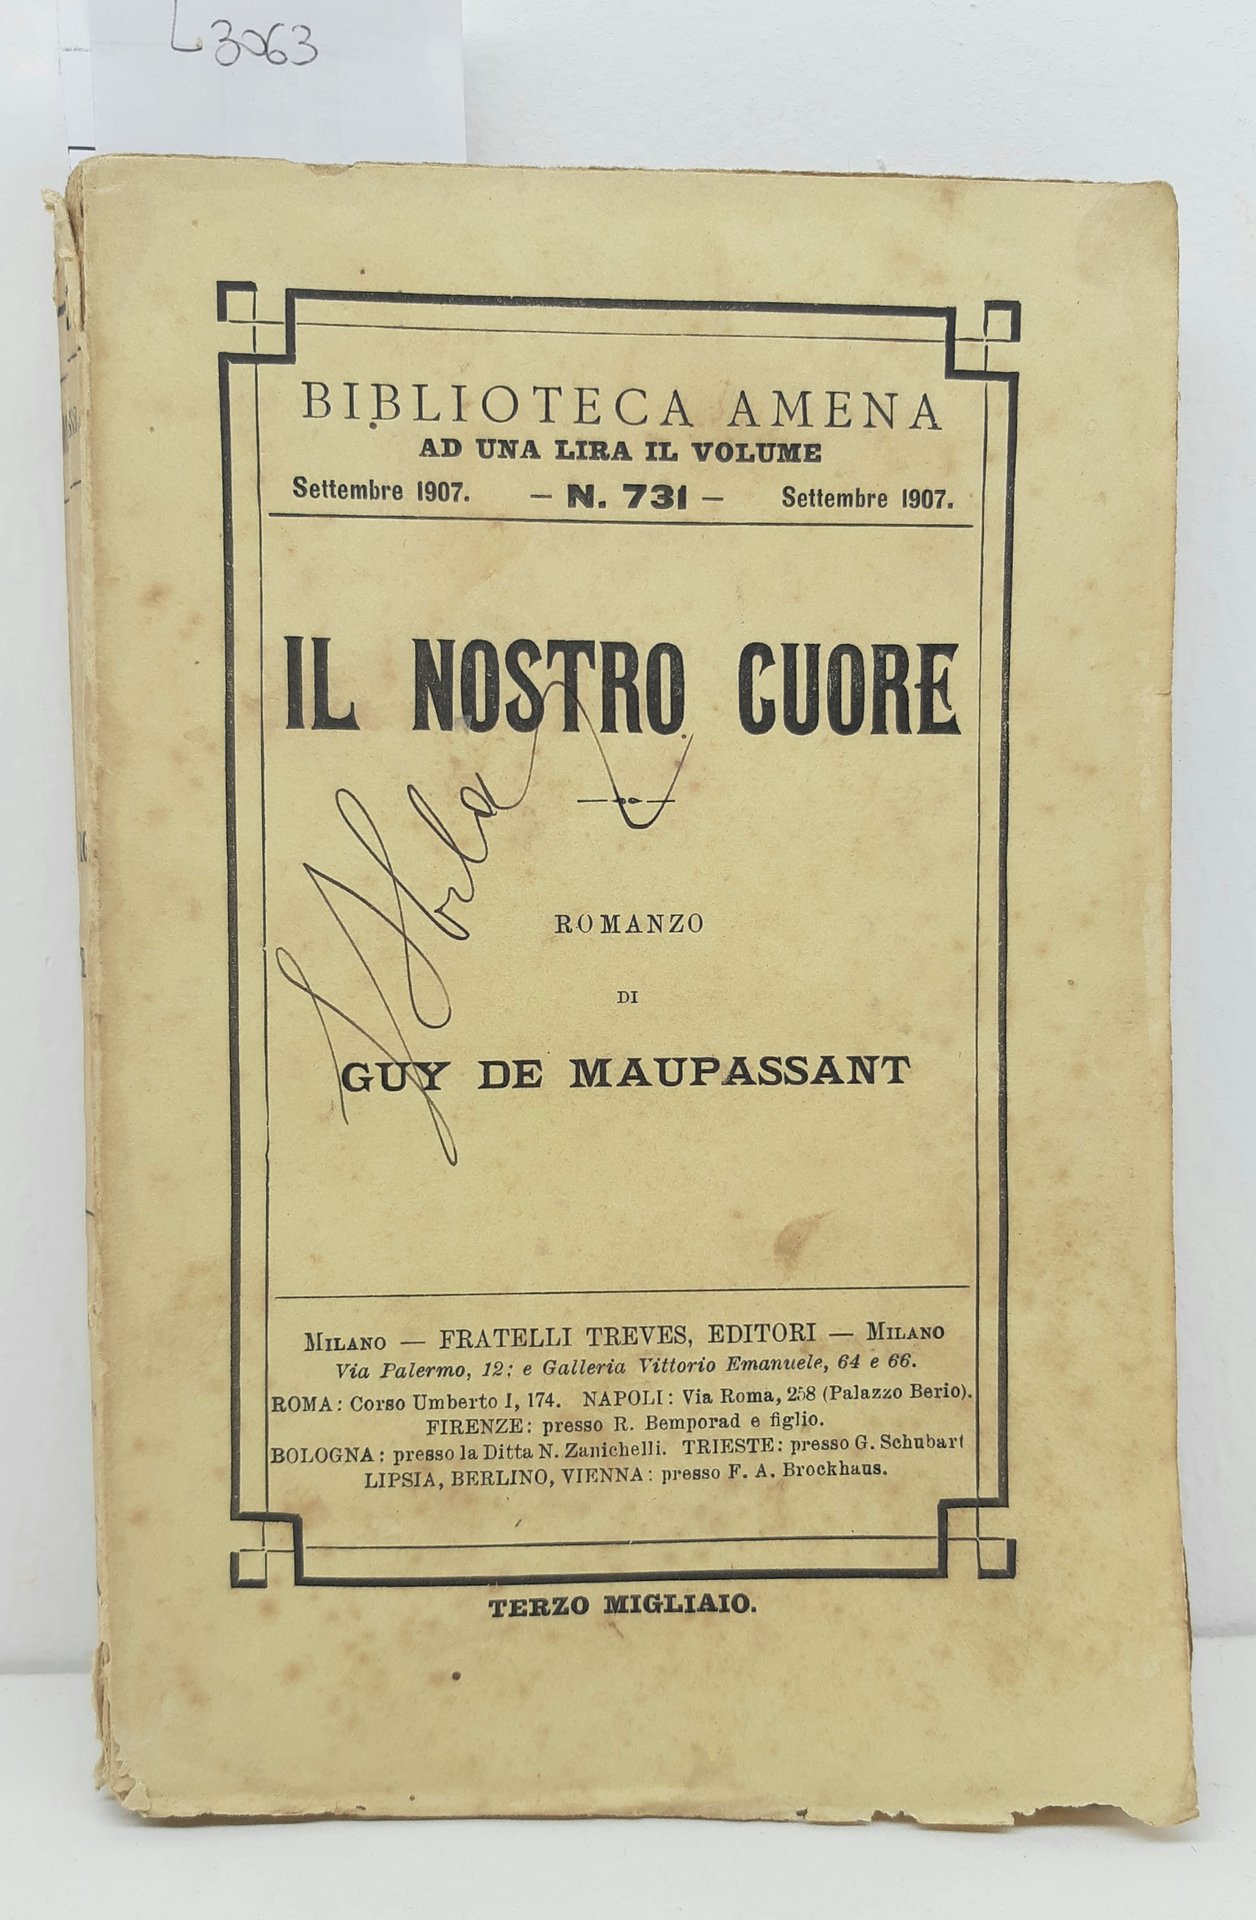 L 3063
BIBLIOTECA AMENA
AD UNA LIRA IL VOLUME
Settembre 1907. – N. 731 – Settembre 1907.
IL NOSTRO CUORE
ROMANZO
DI
GUY DE MAUPASSANT
MILANO — FRATELLI TREVES, EDITORI — MILANO
Via Palermo, 12; e Galleria Vittorio Emanuele, 64 e 66.
ROMA: Corso Umberto I, 174. NAPOLI: Via Roma, 258 (Palazzo Berio).
FIRENZE: presso R. Bemporad e figlio.
BOLOGNA: presso la Ditta N. Zanichelli. TRIESTE: presso G. Schubart
LIPSIA, BERLINO, VIENNA: presso F. A. Brockhaus.
TERZO MIGLIAIO.